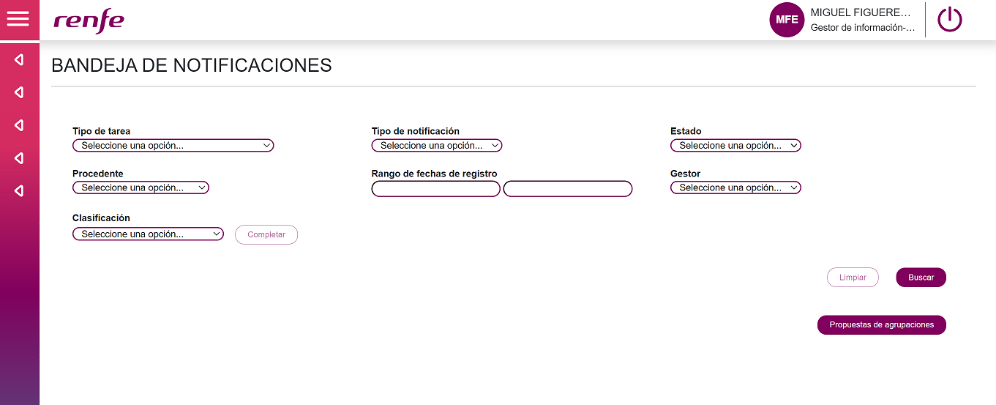 renfe
MFE
MIGUEL FIGUERE...
Gestor de información-...
BANDEJA DE NOTIFICACIONES
Tipo de tarea
Seleccione una opción...
Tipo de notificación
Seleccione una opción...
Estado
Seleccione una opción...
Procedente
Seleccione una opción...
Rango de fechas de registro
Gestor
Seleccione una opción...
Clasificación
Seleccione una opción...
Completar
Limpiar
Buscar
Propuestas de agrupaciones